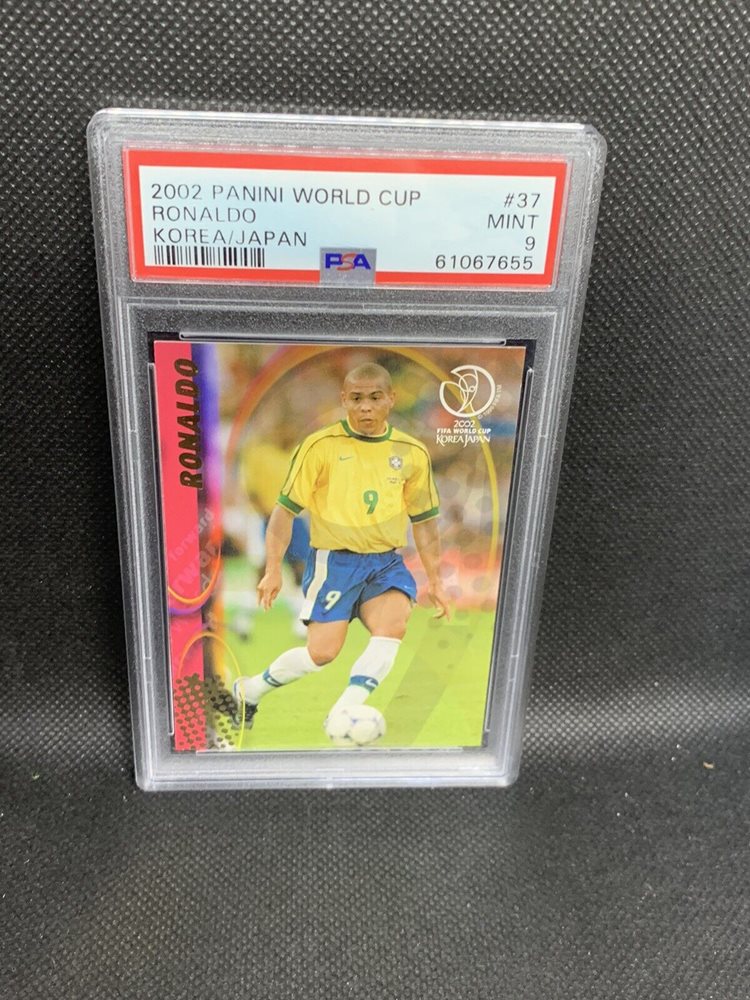 2002 PANINI WORLD CUP #37
RONALDO MINT
KOREA/JAPAN 9
PSA 61067655
RONALDO
forward
2002
FIFA WORLD CUP
KOREA JAPAN
9
9